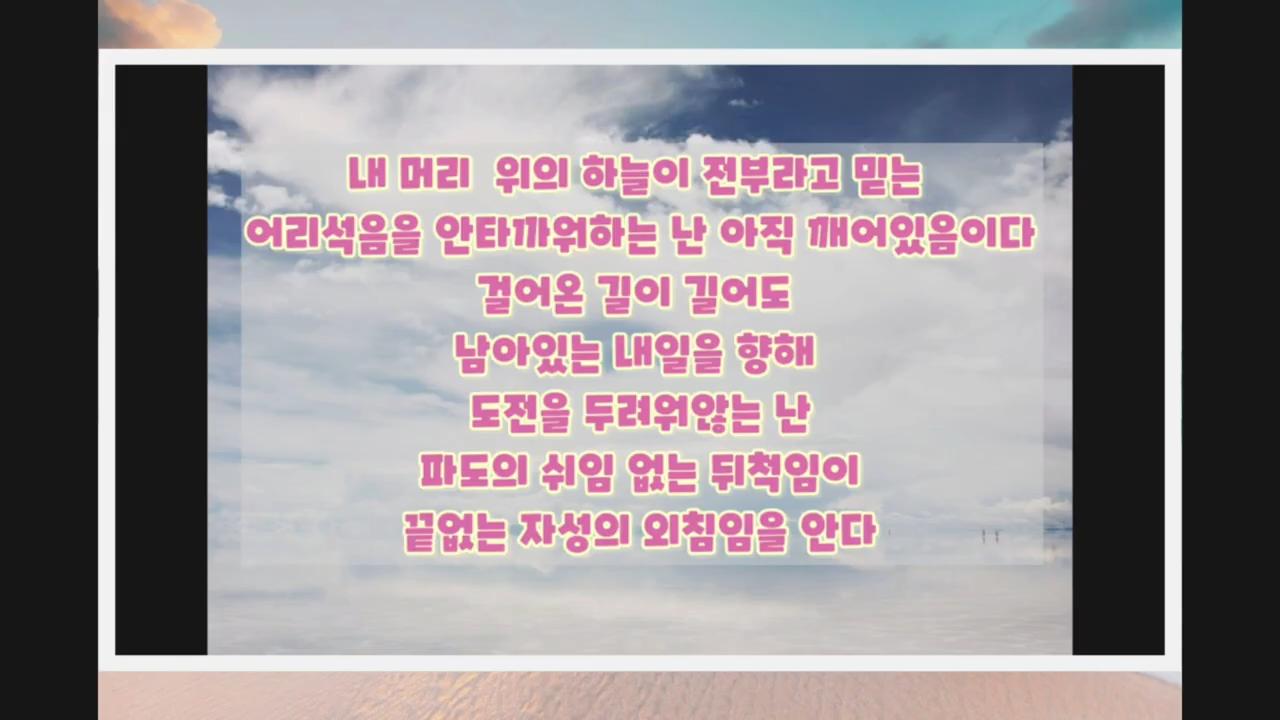 내 머리 위의 하늘이 전부라고 믿는
어리석음을 안타까워하는 난 아직 깨어있음이다
걸어온 길이 길어도
남아있는 내일을 향해
도전을 두려워않는 난
파도의 쉬임 없는 뒤척임이
끝없는 자성의 외침임을 안다